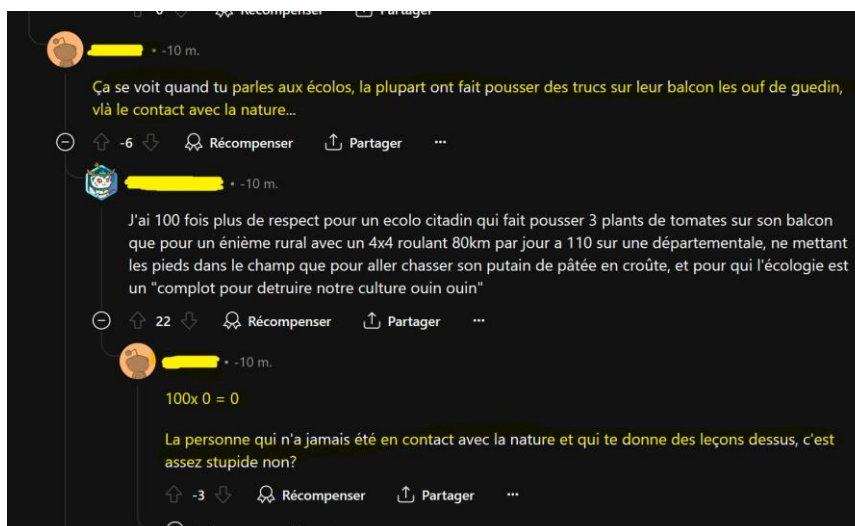 Récompenser Partager
• -10 m.
Ça se voit quand tu parles aux écolos, la plupart ont fait pousser des trucs sur leur balcon les ouf de guedin,
vlà le contact avec la nature...
-6 Récompenser Partager ...
• -10 m.
J'ai 100 fois plus de respect pour un ecolo citadin qui fait pousser 3 plants de tomates sur son balcon
que pour un énième rural avec un 4x4 roulant 80km par jour a 110 sur une départementale, ne mettant
les pieds dans le champ que pour aller chasser son putain de pâtée en croûte, et pour qui l'écologie est
un "complot pour detruire notre culture ouin ouin"
22 Récompenser Partager ...
• -10 m.
100x 0 = 0
La personne qui n'a jamais été en contact avec la nature et qui te donne des leçons dessus, c'est
assez stupide non?
-3 Récompenser Partager ...